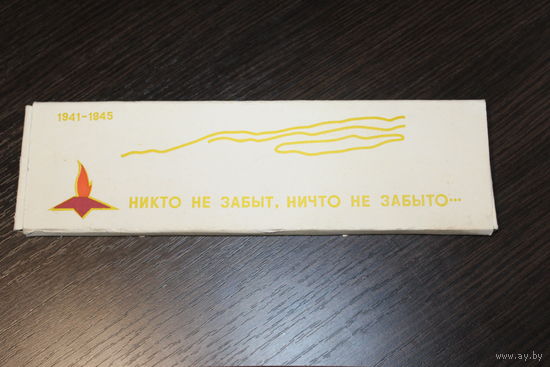 1941-1945
НИКТО НЕ ЗАБЫТ, НИЧТО НЕ ЗАБЫТО...
www.ay.by